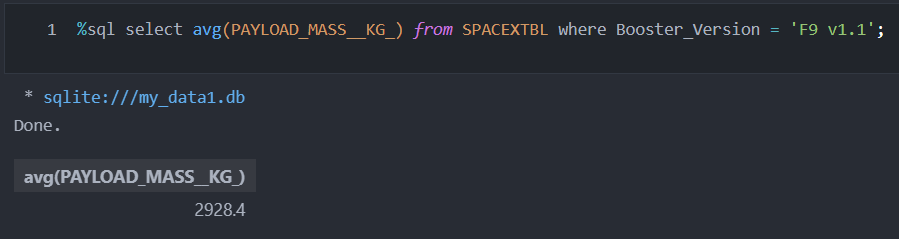 1 %sql select avg(PAYLOAD_MASS__KG_) from SPACEXTBL where Booster_Version = 'F9 v1.1';
* sqlite:///my_data1.db
Done.
avg(PAYLOAD_MASS__KG_)
2928.4